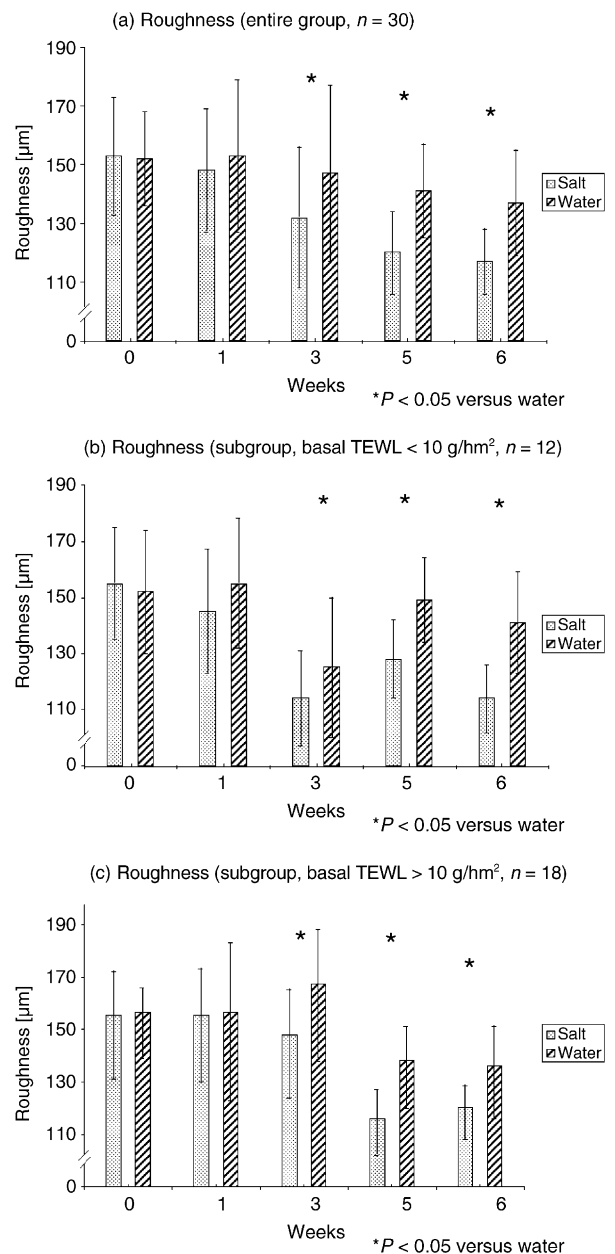 (a) Roughness (entire group, n = 30)
190
170
150
130
110
0
Roughness [µm]
* * *
Salt
Water
0 1 3 5 6
Weeks
*P < 0.05 versus water
(b) Roughness (subgroup, basal TEWL < 10 g/hm², n = 12)
190
170
150
130
110
0
Roughness [µm]
* * *
Salt
Water
0 1 3 5 6
Weeks
*P < 0.05 versus water
(c) Roughness (subgroup, basal TEWL > 10 g/hm², n = 18)
190
170
150
130
110
0
Roughness [µm]
* * *
Salt
Water
0 1 3 5 6
Weeks
*P < 0.05 versus water